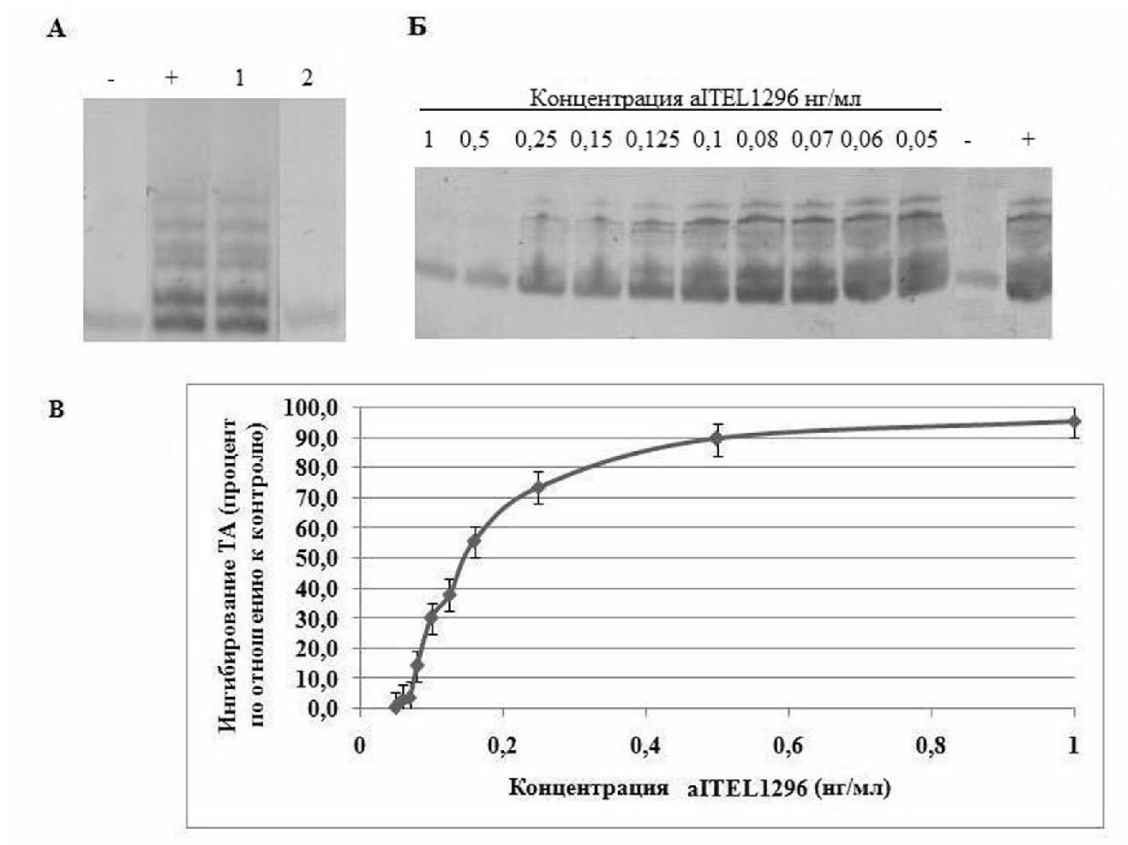 А
Б
- + 1 2
Концентрация aITEL1296 нг/мл
1 0,5 0,25 0,15 0,125 0,1 0,08 0,07 0,06 0,05 - +
В
Ингибирование ТА (процент
по отношению к контролю)
100,0
90,0
80,0
70,0
60,0
50,0
40,0
30,0
20,0
10,0
0,0
0 0,2 0,4 0,6 0,8 1
Концентрация aITEL1296 (нг/мл)